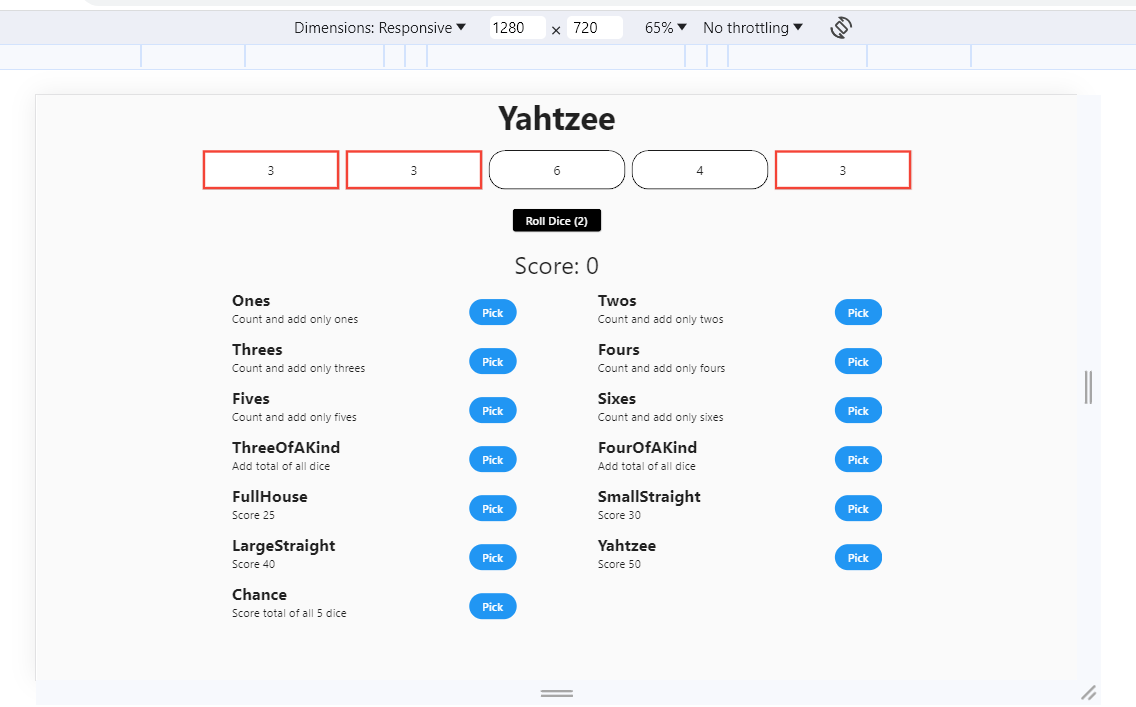 Dimensions: Responsive ▼ 1280 × 720 65% ▼ No throttling ▼
Yahtzee
3 3 6 4 3
Roll Dice (2)
Score: 0
Ones
Count and add only ones
Pick
Twos
Count and add only twos
Pick
Threes
Count and add only threes
Pick
Fours
Count and add only fours
Pick
Fives
Count and add only fives
Pick
Sixes
Count and add only sixes
Pick
ThreeOfAKind
Add total of all dice
Pick
FourOfAKind
Add total of all dice
Pick
FullHouse
Score 25
Pick
SmallStraight
Score 30
Pick
LargeStraight
Score 40
Pick
Yahtzee
Score 50
Pick
Chance
Score total of all 5 dice
Pick